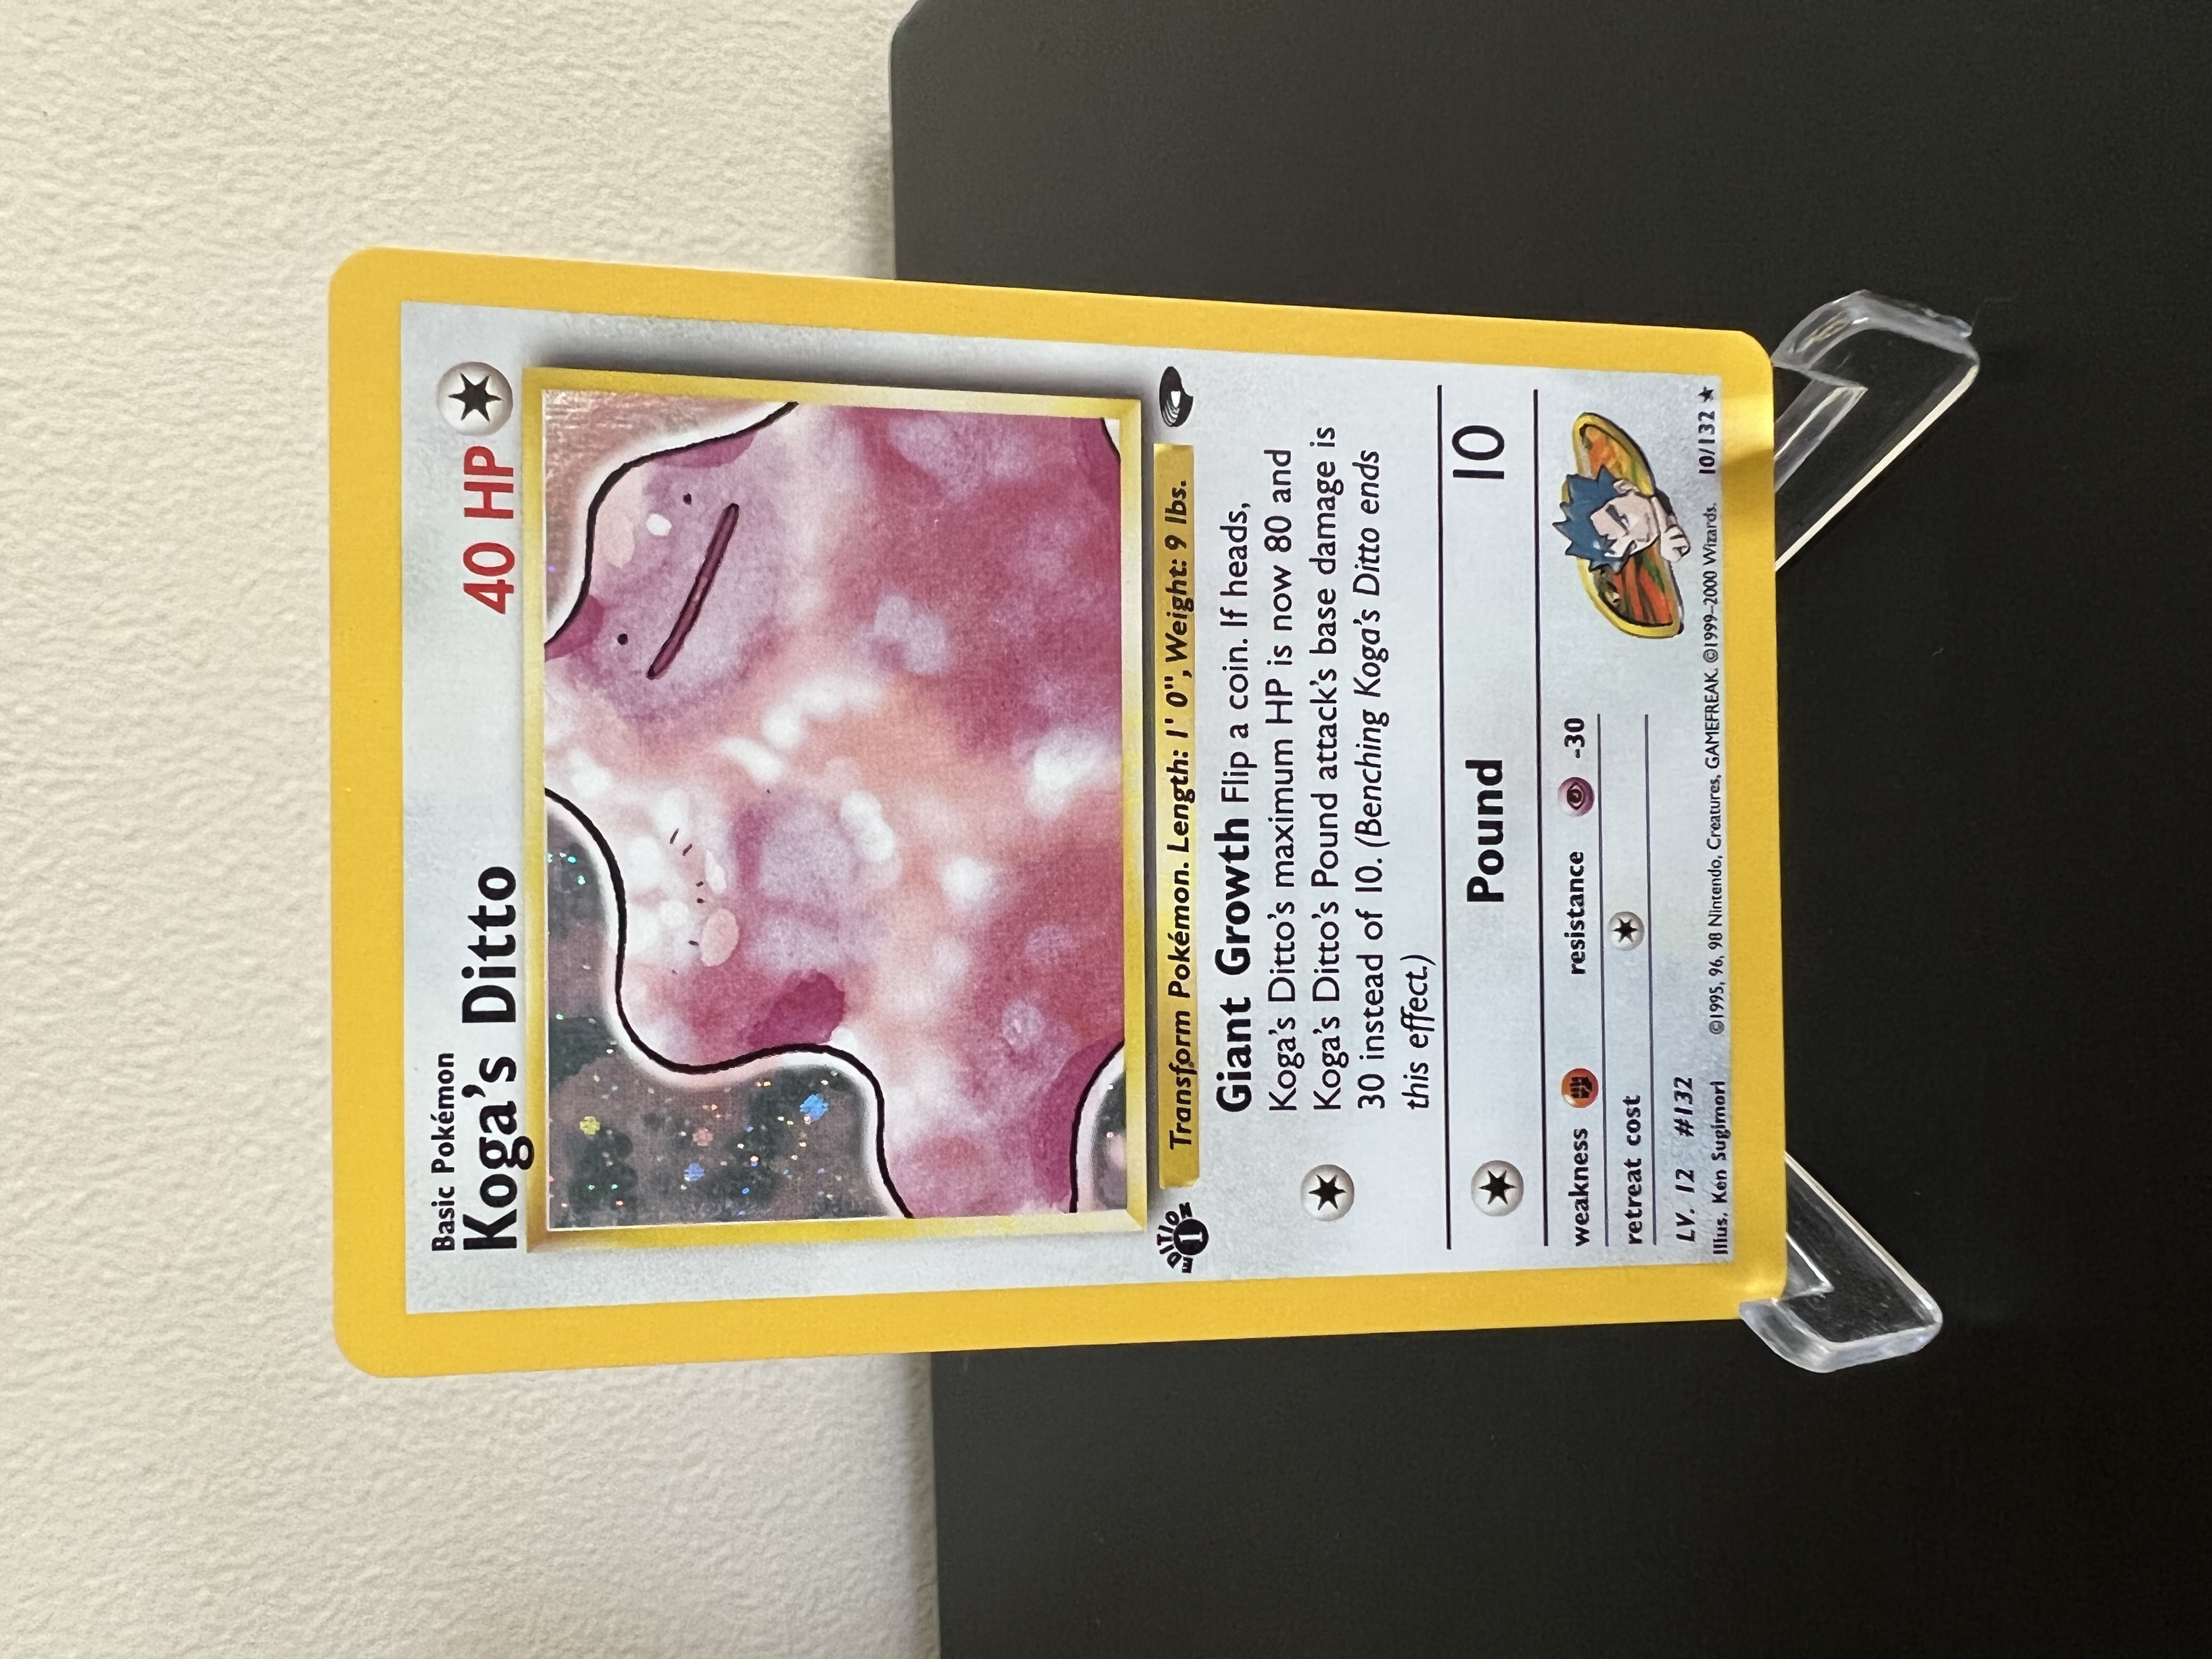 Basic Pokémon
Koga's Ditto
40 HP
EDITION
1
Transform Pokémon. Length: 1' 0", Weight: 9 lbs.
Giant Growth Flip a coin. If heads,
Koga's Ditto's maximum HP is now 80 and
Koga's Ditto's Pound attack's base damage is
30 instead of 10. (Benching Koga's Ditto ends
this effect.)
Pound 10
weakness resistance -30
retreat cost
LV. 12 #132
Illus. Ken Sugimori ©1995, 96, 98 Nintendo, Creatures, GAMEFREAK. ©1999–2000 Wizards. 10/132 ★